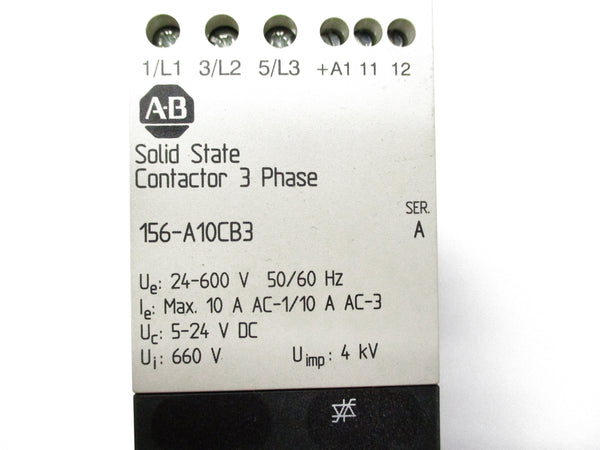 1/L1 3/L2 5/L3 +A1 11 12
A-B
Solid State
Contactor 3 Phase
SER.
156-A10CB3 A
Ue: 24-600 V 50/60 Hz
Ie: Max. 10 A AC-1/10 A AC-3
Uc: 5-24 V DC
Ui: 660 V Uimp: 4 kV